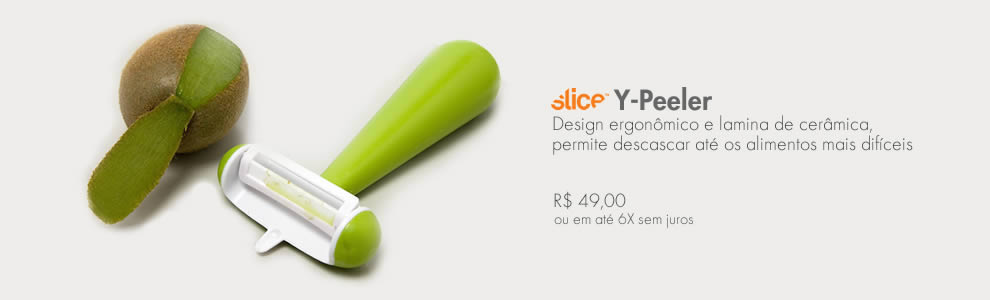 slice™ Y-Peeler
Design ergonômico e lamina de cerâmica,
permite descascar até os alimentos mais difíceis
R$ 49,00
ou em até 6X sem juros